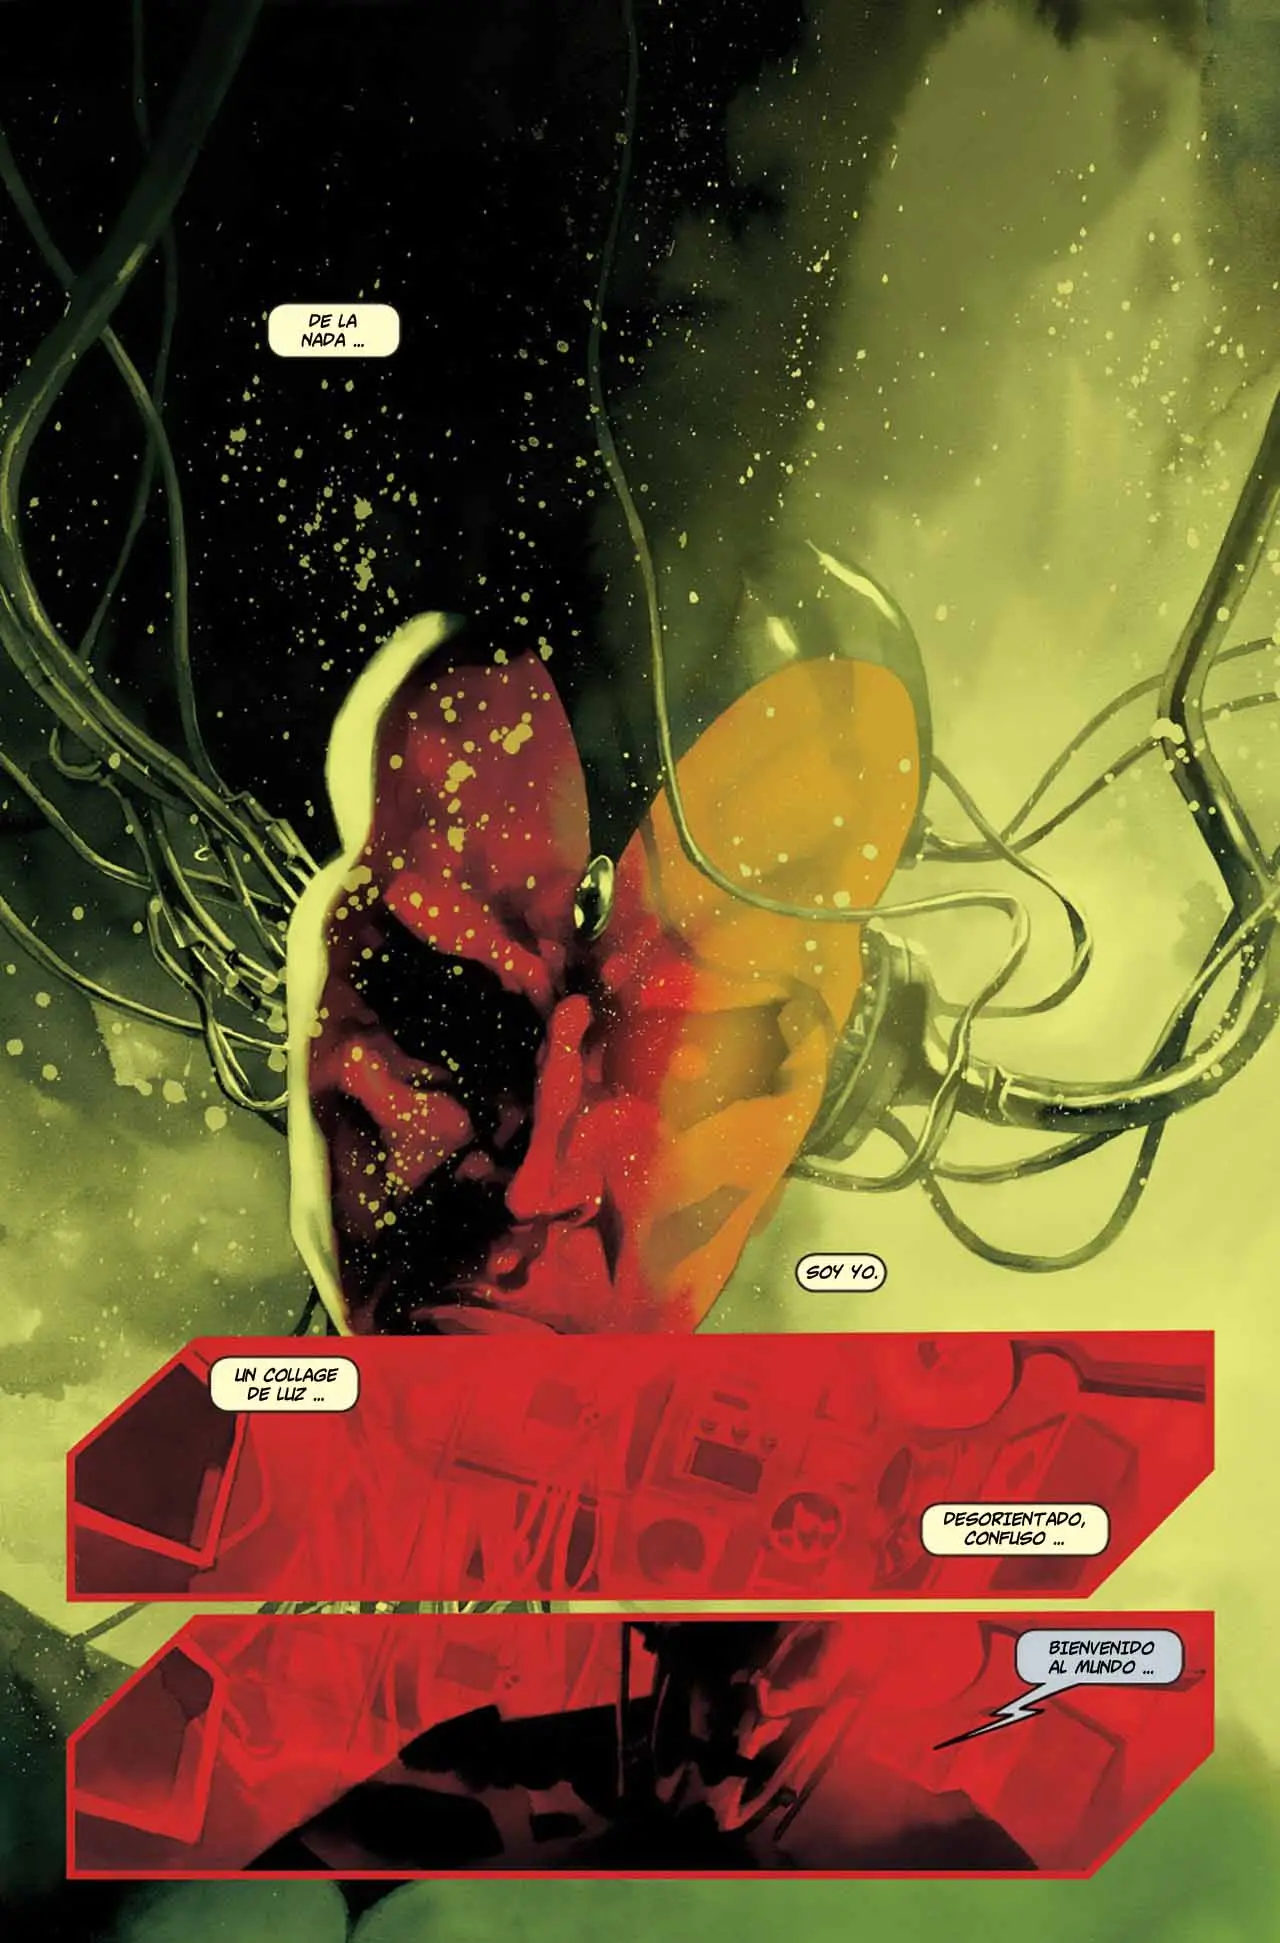 DE LA
NADA ...
SOY YO.
UN COLLAGE
DE LUZ ...
DESORIENTADO,
CONFUSO ...
BIENVENIDO
AL MUNDO ...